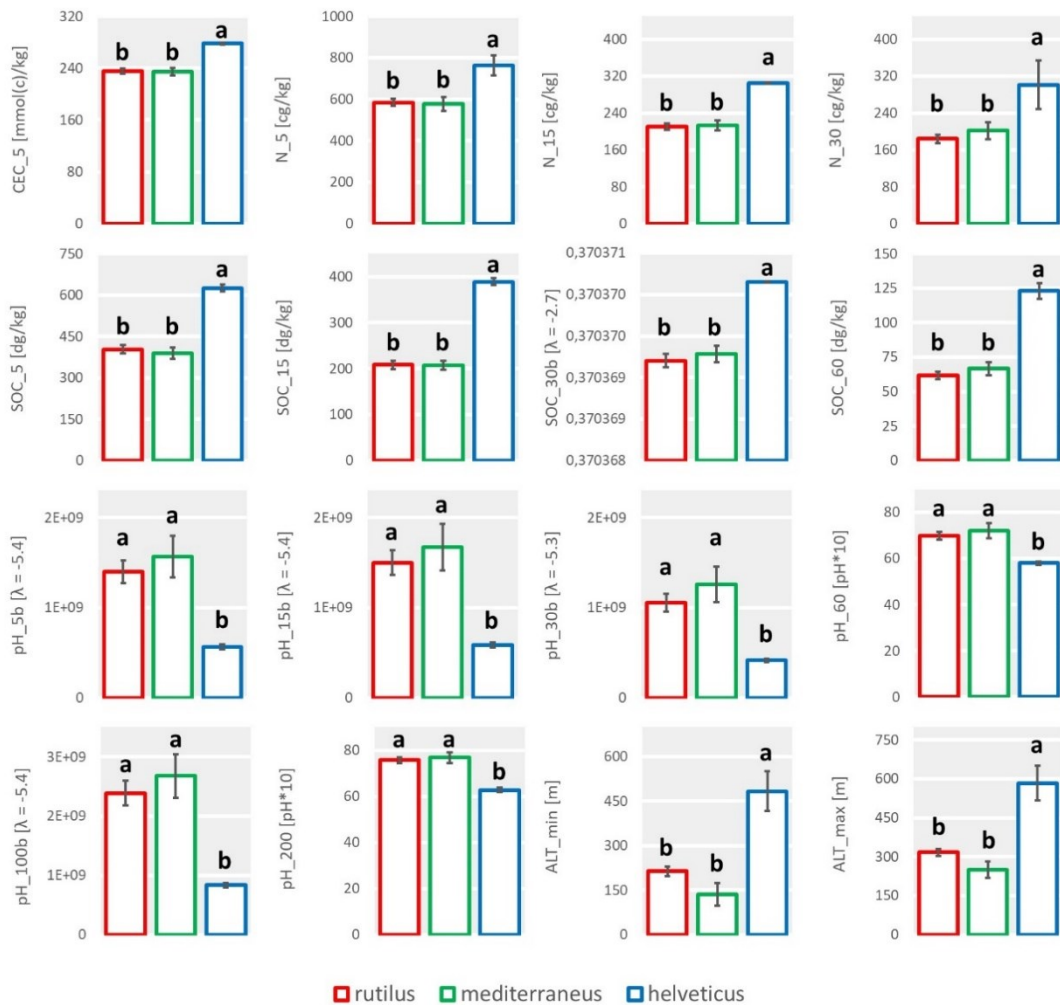 CEC_5 [mmol(c)/kg]
320
240
160
80
0
b b a
N_5 [cg/kg]
1000
800
600
400
200
0
b b a
N_15 [cg/kg]
400
320
240
160
80
0
b b a
N_30 [cg/kg]
400
320
240
160
80
0
b b a
SOC_5 [dg/kg]
750
600
450
300
150
0
b b a
SOC_15 [dg/kg]
400
300
200
100
0
b b a
SOC_30b [λ = -2.7]
0,370371
0,370370
0,370370
0,370369
0,370369
0,370368
b b a
SOC_60 [dg/kg]
150
125
100
75
50
25
0
b b a
pH_5b [λ = -5.4]
2E+09
1E+09
0
a a b
pH_15b [λ = -5.4]
2E+09
1E+09
0
a a b
pH_30b [λ = -5.3]
2E+09
1E+09
0
a a b
pH_60 [pH*10]
80
60
40
20
0
a a b
pH_100b [λ = -5.4]
3E+09
2E+09
1E+09
0
a a b
pH_200 [pH*10]
80
60
40
20
0
a a b
ALT_min [m]
600
450
300
150
0
b b a
ALT_max [m]
750
600
450
300
150
0
b b a
rutilus mediterraneus helveticus